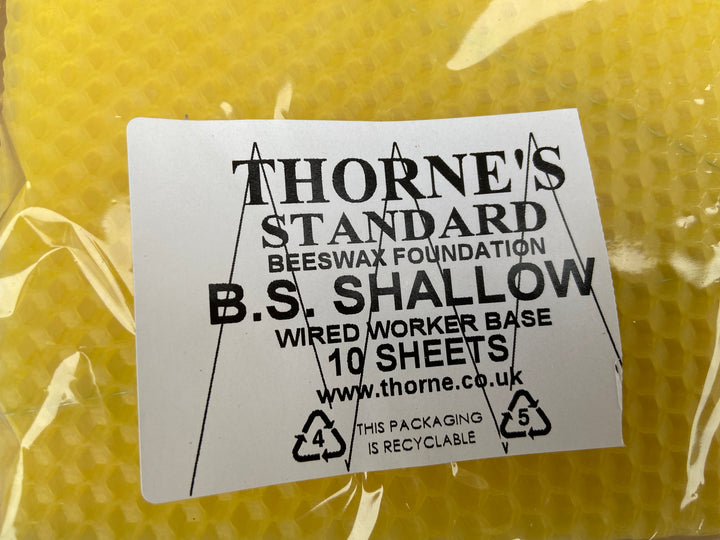 THORNE'S
STANDARD
BEESWAX FOUNDATION
B.S. SHALLOW
WIRED WORKER BASE
10 SHEETS
www.thorne.co.uk
4
THIS PACKAGING
IS RECYCLABLE
5